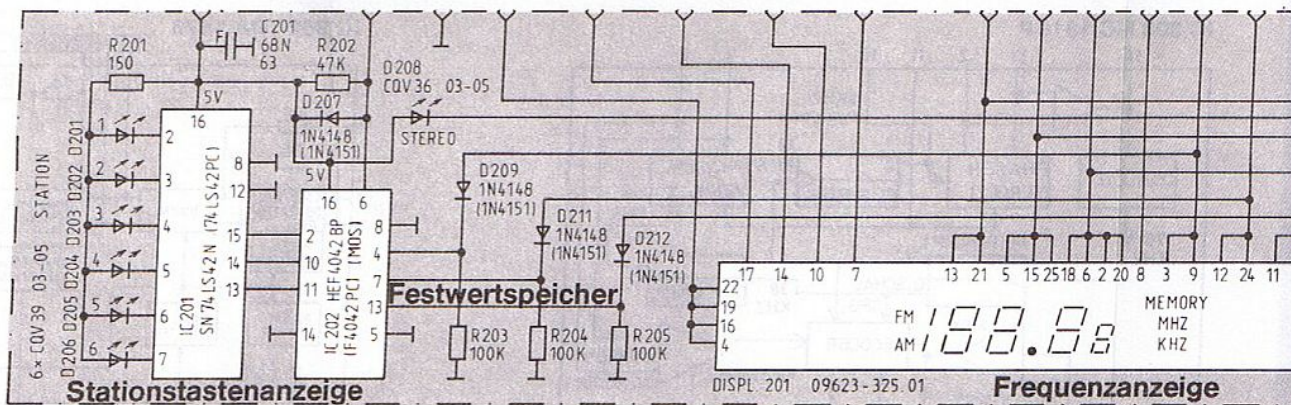 R201
150
F
C201
68N
63
R202
47K
D208
CQV 36 03-05
STEREO
D207
1N4148
(1N4151)
5V
5V
16
6 × CQV 39 03-05 STATION
D201
D202
D203
D204
D205
D206
1
2
3
4
5
6
2
3
4
5
6
7
8
12
15
14
13
IC201
SN74LS42N (74LS42PC)
16
6
2
10
11
14
8
4
7
13
5
IC202 HEF4042BP
(F4042PC) (MOS)
D209
1N4148
(1N4151)
D211
1N4148
(1N4151)
D212
1N4148
(1N4151)
Festwertspeicher
R203
100K
R204
100K
R205
100K
17
14
10
7
13
21
5
15
25
18
6
2
20
8
3
9
12
24
11
22
19
16
4
FM
AM
188.88
MEMORY
MHZ
KHZ
DISPL 201 09623-325.01
Stationstastenanzeige
Frequenzanzeige